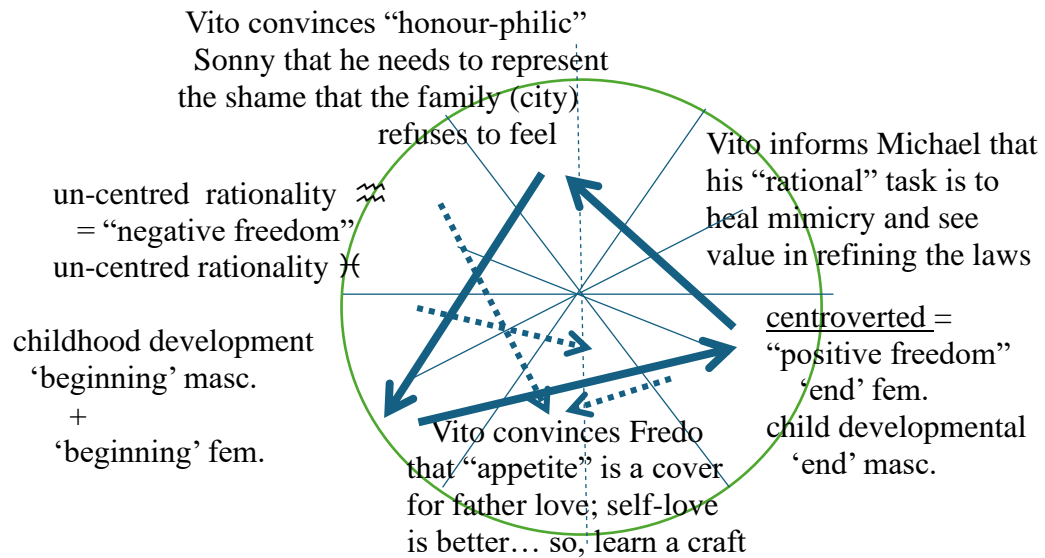 Vito convinces “honour-philic”
Sonny that he needs to represent
the shame that the family (city)
refuses to feel
Vito informs Michael that
his “rational” task is to
heal mimicry and see
value in refining the laws
un-centred rationality ♒
= “negative freedom”
un-centred rationality ♓
childhood development
‘beginning’ masc.
+
‘beginning’ fem.
centroverted =
“positive freedom”
‘end’ fem.
child developmental
‘end’ masc.
Vito convinces Fredo
that “appetite” is a cover
for father love; self-love
is better… so, learn a craft